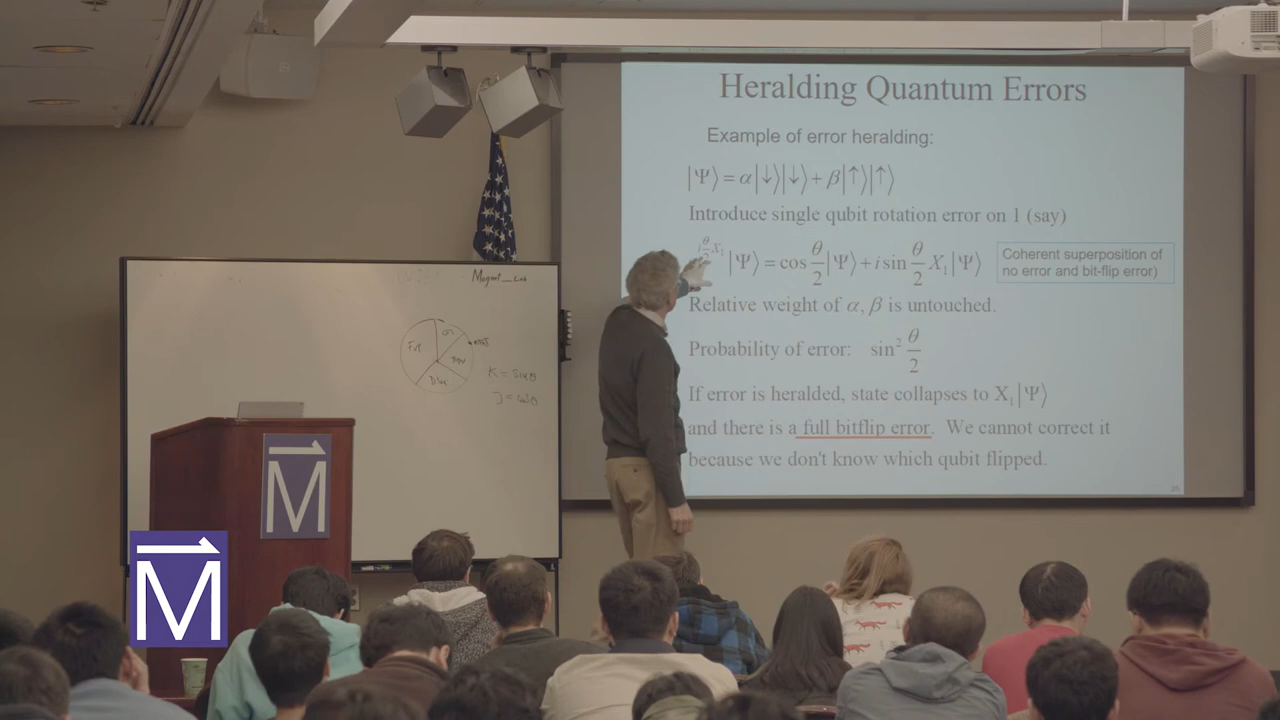 Heralding Quantum Errors
Example of error heralding:
|Ψ⟩ = α|↓⟩|↓⟩ + β|↑⟩|↑⟩
Introduce single qubit rotation error on 1 (say)
|Ψ⟩ = cos θ/2 |Ψ⟩ + i sin θ/2 X₁|Ψ⟩
Coherent superposition of
no error and bit-flip error)
Relative weight of α, β is untouched.
Probability of error: sin² θ/2
If error is heralded, state collapses to X₁|Ψ⟩
and there is a full bitflip error. We cannot correct it
because we don't know which qubit flipped.
K = sinθ
J = cosθ
M
M